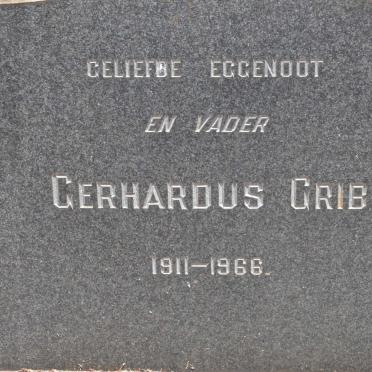 GELIEFDE EGGENOOT
EN VADER
GERHARDUS GRIB
1911-1966